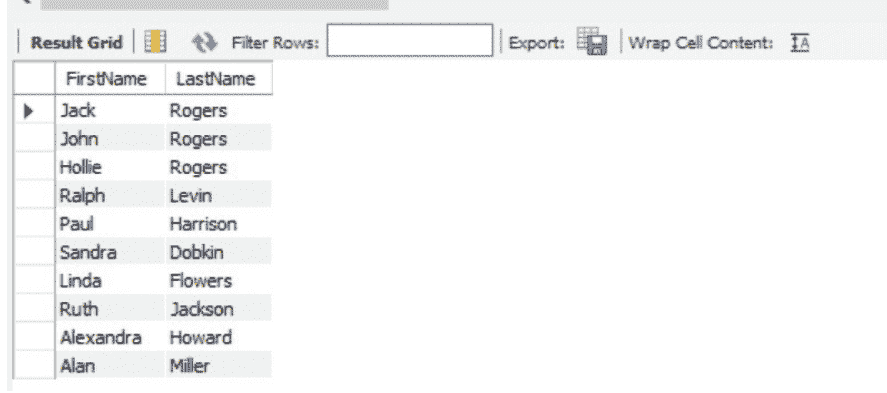 Result Grid Filter Rows: Export: Wrap Cell Content: IA
FirstName LastName
Jack Rogers
John Rogers
Hollie Rogers
Ralph Levin
Paul Harrison
Sandra Dobkin
Linda Flowers
Ruth Jackson
Alexandra Howard
Alan Miller